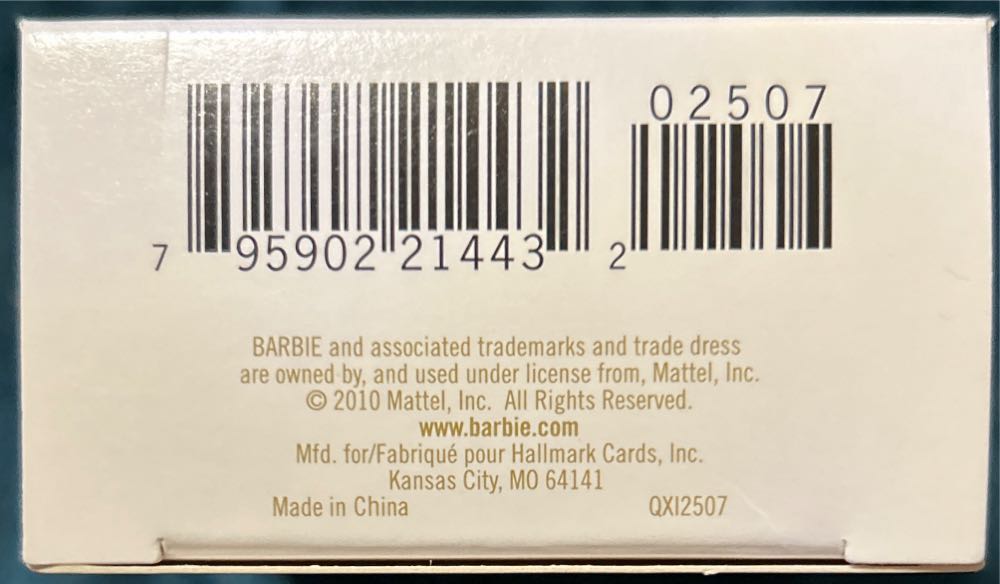 02507
7 95902 21443 2
BARBIE and associated trademarks and trade dress
are owned by, and used under license from, Mattel, Inc.
© 2010 Mattel, Inc. All Rights Reserved.
www.barbie.com
Mfd. for/Fabriqué pour Hallmark Cards, Inc.
Kansas City, MO 64141
Made in China QXI2507